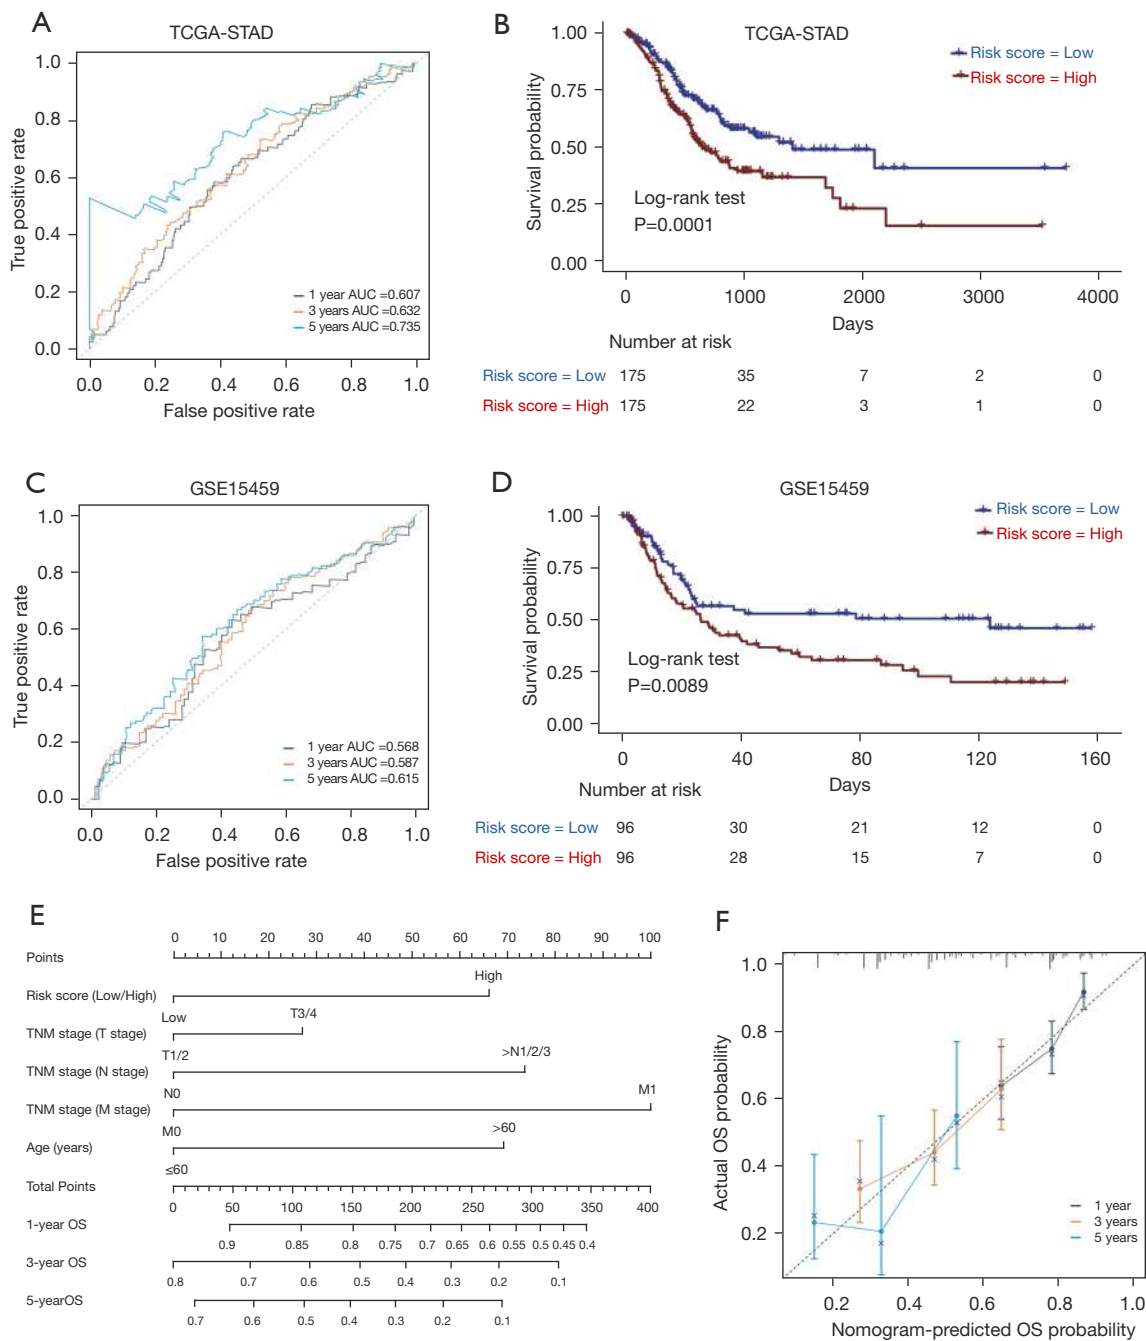 A
TCGA-STAD
True positive rate
1.0
0.8
0.6
0.4
0.2
0.0
1 year AUC =0.607
3 years AUC =0.632
5 years AUC =0.735
0.0 0.2 0.4 0.6 0.8 1.0
False positive rate
B
TCGA-STAD
Risk score = Low
Risk score = High
Survival probability
1.00
0.75
0.50
0.25
0.00
Log-rank test
P=0.0001
0 1000 2000 3000 4000
Days
Number at risk
Risk score = Low 175 35 7 2 0
Risk score = High 175 22 3 1 0
C
GSE15459
True positive rate
1.0
0.8
0.6
0.4
0.2
0.0
1 year AUC =0.568
3 years AUC =0.587
5 years AUC =0.615
0.0 0.2 0.4 0.6 0.8 1.0
False positive rate
D
GSE15459
Risk score = Low
Risk score = High
Survival probability
1.00
0.75
0.50
0.25
0.00
Log-rank test
P=0.0089
0 40 80 120 160
Days
Number at risk
Risk score = Low 96 30 21 12 0
Risk score = High 96 28 15 7 0
E
0 10 20 30 40 50 60 70 80 90 100
Points
High
Risk score (Low/High)
Low T3/4
TNM stage (T stage)
T1/2 >N1/2/3
TNM stage (N stage)
N0 M1
TNM stage (M stage)
M0 >60
Age (years)
≤60
Total Points
0 50 100 150 200 250 300 350 400
1-year OS
0.9 0.85 0.8 0.75 0.7 0.65 0.6 0.55 0.5 0.45 0.4
3-year OS
0.8 0.7 0.6 0.5 0.4 0.3 0.2 0.1
5-yearOS
0.7 0.6 0.5 0.4 0.3 0.2 0.1
F
Actual OS probability
1.0
0.8
0.6
0.4
0.2
1 year
3 years
5 years
0.2 0.4 0.6 0.8 1.0
Nomogram-predicted OS probability